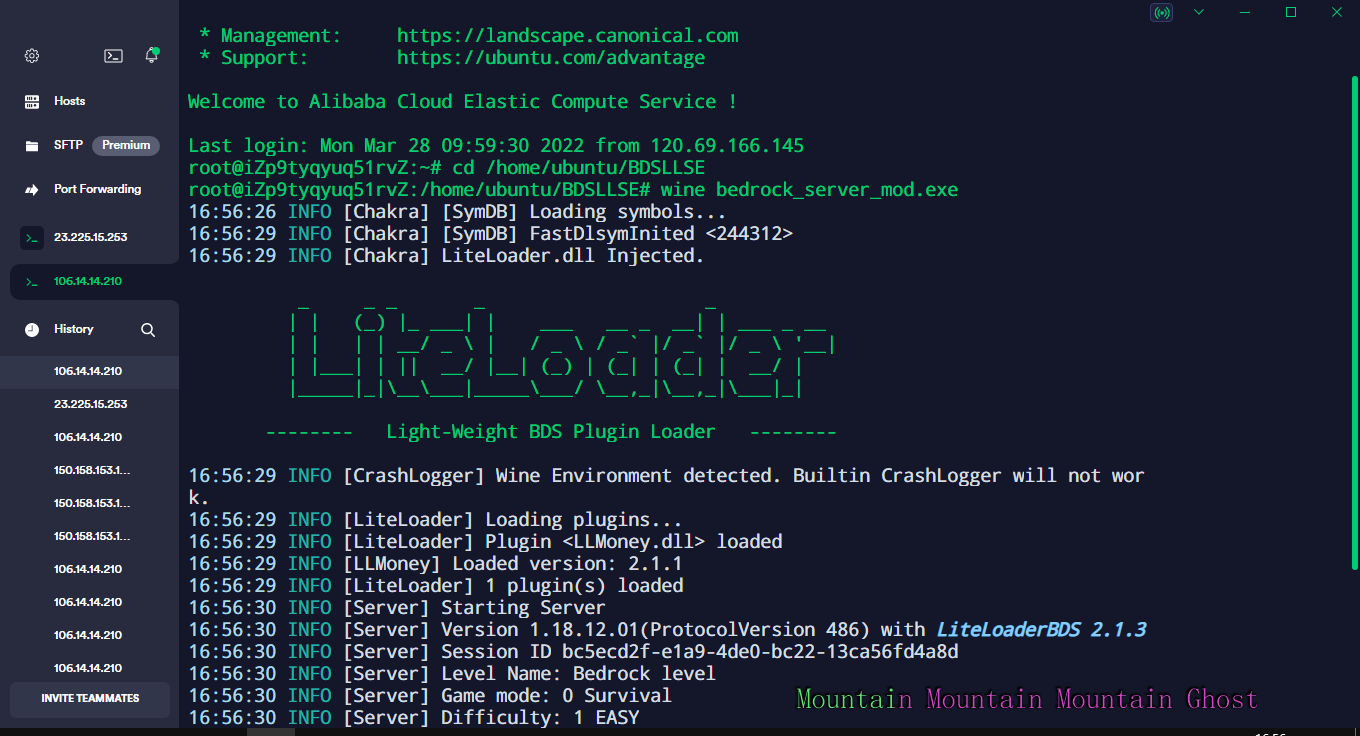 * Management:     https://landscape.canonical.com
* Support:        https://ubuntu.com/advantage
Welcome to Alibaba Cloud Elastic Compute Service !
Last login: Mon Mar 28 09:59:30 2022 from 120.69.166.145
root@iZp9tyqyuq51rvZ:~# cd /home/ubuntu/BDSLLSE
root@iZp9tyqyuq51rvZ:/home/ubuntu/BDSLLSE# wine bedrock_server_mod.exe
16:56:26 INFO [Chakra] [SymDB] Loading symbols...
16:56:29 INFO [Chakra] [SymDB] FastDlsymInited <244312>
16:56:29 INFO [Chakra] LiteLoader.dll Injected.
LiteLoader
--------   Light-Weight BDS Plugin Loader   --------
16:56:29 INFO [CrashLogger] Wine Environment detected. Builtin CrashLogger will not wor
k.
16:56:29 INFO [LiteLoader] Loading plugins...
16:56:29 INFO [LiteLoader] Plugin <LLMoney.dll> loaded
16:56:29 INFO [LLMoney] Loaded version: 2.1.1
16:56:29 INFO [LiteLoader] 1 plugin(s) loaded
16:56:30 INFO [Server] Starting Server
16:56:30 INFO [Server] Version 1.18.12.01(ProtocolVersion 486) with LiteLoaderBDS 2.1.3
16:56:30 INFO [Server] Session ID bc5ecd2f-e1a9-4de0-bc22-13ca56fd4a8d
16:56:30 INFO [Server] Level Name: Bedrock level
16:56:30 INFO [Server] Game mode: 0 Survival
16:56:30 INFO [Server] Difficulty: 1 EASY
Mountain Mountain Mountain Ghost
Hosts
SFTP Premium
Port Forwarding
23.225.15.253
106.14.14.210
History
106.14.14.210
23.225.15.253
106.14.14.210
150.158.153.1...
150.158.153.1...
150.158.153.1...
106.14.14.210
106.14.14.210
106.14.14.210
106.14.14.210
INVITE TEAMMATES